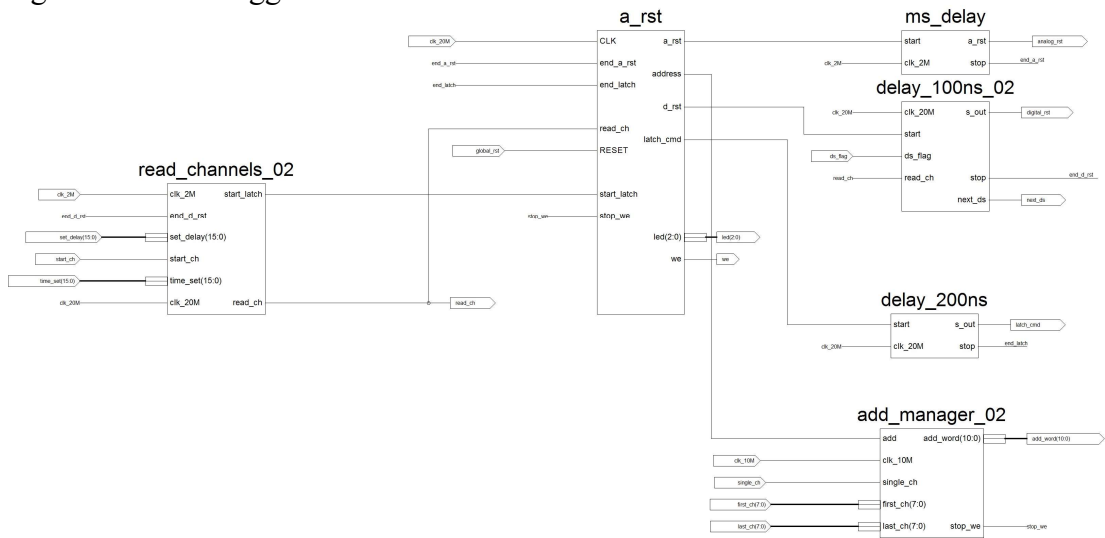 a_rst
CLK
end_a_rst
end_latch
read_ch
RESET
start_latch
stop_we
a_rst
address
d_rst
latch_cmd
led(2:0)
we
clk_20M
end_a_rst
end_latch
global_rst
stop_we
led(2:0)
we
ms_delay
start
clk_2M
a_rst
stop
clk_2M
analog_rst
end_a_rst
delay_100ns_02
clk_20M
start
ds_flag
read_ch
s_out
stop
next_ds
clk_20M
ds_flag
read_ch
digital_rst
end_d_rst
next_ds
read_channels_02
clk_2M
end_d_rst
set_delay(15:0)
start_ch
time_set(15:0)
clk_20M
start_latch
read_ch
clk_2M
end_d_rst
set_delay(15:0)
start_ch
time_set(15:0)
clk_20M
read_ch
delay_200ns
start
clk_20M
s_out
stop
clk_20M
latch_cmd
end_latch
add_manager_02
add
clk_10M
single_ch
first_ch(7:0)
last_ch(7:0)
add_word(10:0)
stop_we
clk_10M
single_ch
first_ch(7:0)
last_ch(7:0)
add_word(10:0)
stop_we